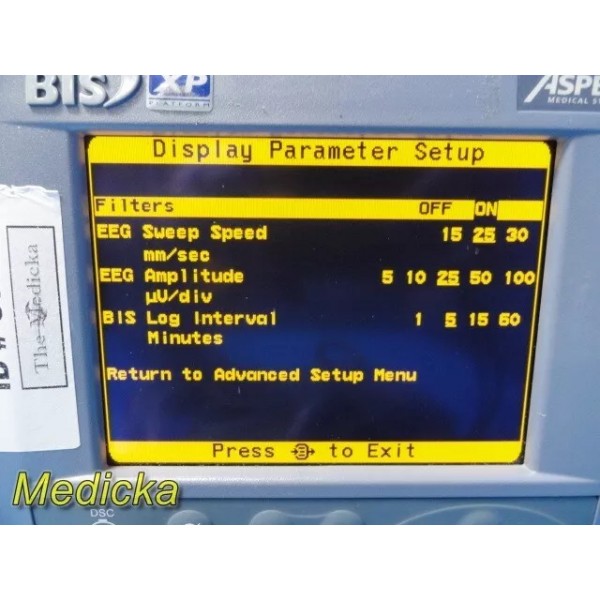 BIS XP
PLATFORM
ASPE
MEDICAL S
Display Parameter Setup
Filters OFF ON
EEG Sweep Speed 15 25 30
mm/sec
EEG Amplitude 5 10 25 50 100
µV/div
BIS Log Interval 1 5 15 60
Minutes
Return to Advanced Setup Menu
Press to Exit
The Medicka
Medicka
DSC